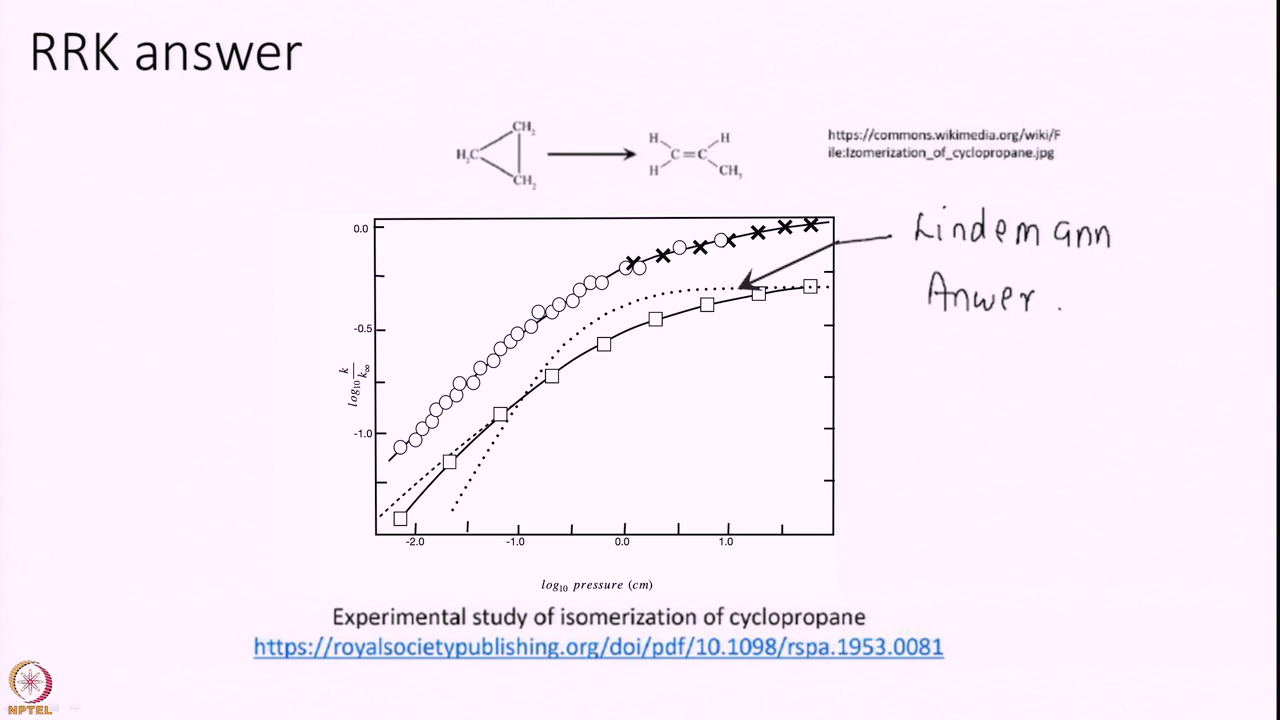 RRK answer
CH₂
H₂C
CH₂
H H
C=C
H CH₃
https://commons.wikimedia.org/wiki/F
ile:Izomerization_of_cyclopropane.jpg
Lindemann
Anwer .
0.0
-0.5
-1.0
log₁₀ k/k∞
-2.0 -1.0 0.0 1.0
log₁₀ pressure (cm)
Experimental study of isomerization of cyclopropane
https://royalsocietypublishing.org/doi/pdf/10.1098/rspa.1953.0081
NPTEL